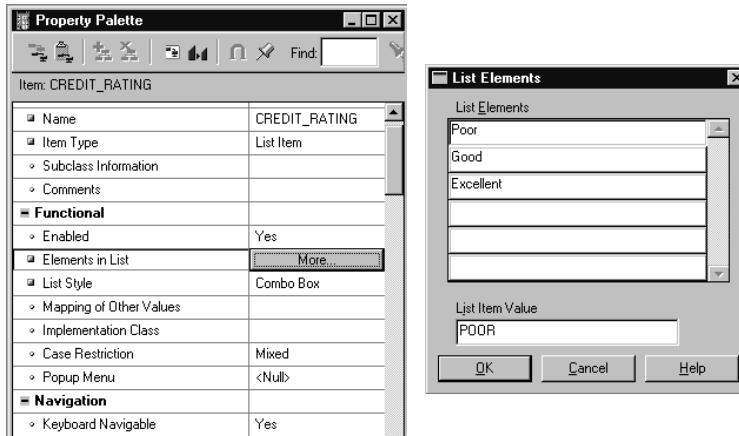 Property Palette
Find:
Item: CREDIT_RATING
Name CREDIT_RATING
Item Type List Item
Subclass Information
Comments
Functional
Enabled Yes
Elements in List More...
List Style Combo Box
Mapping of Other Values
Implementation Class
Case Restriction Mixed
Popup Menu <Null>
Navigation
Keyboard Navigable Yes
List Elements
List Elements
Poor
Good
Excellent
List Item Value
POOR
OK Cancel Help